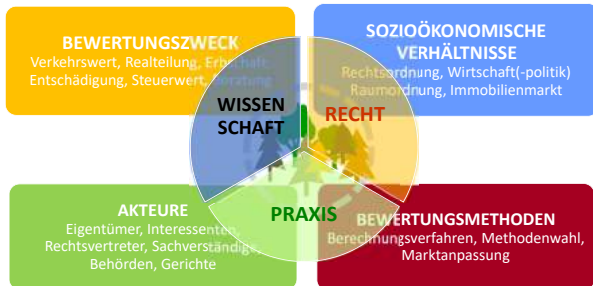 BEWERTUNGSZWECK
Verkehrswert, Realteilung, Erbschaft
Entschädigung, Steuerwert, Beratung
SOZIOÖKONOMISCHE
VERHÄLTNISSE
Rechtsordnung, Wirtschaft(-politik)
Raumordnung, Immobilienmarkt
WISSEN
SCHAFT
RECHT
PRAXIS
AKTEURE
Eigentümer, Interessenten,
Rechtsvertreter, Sachverständige,
Behörden, Gerichte
BEWERTUNGSMETHODEN
Berechnungsverfahren, Methodenwahl,
Marktanpassung